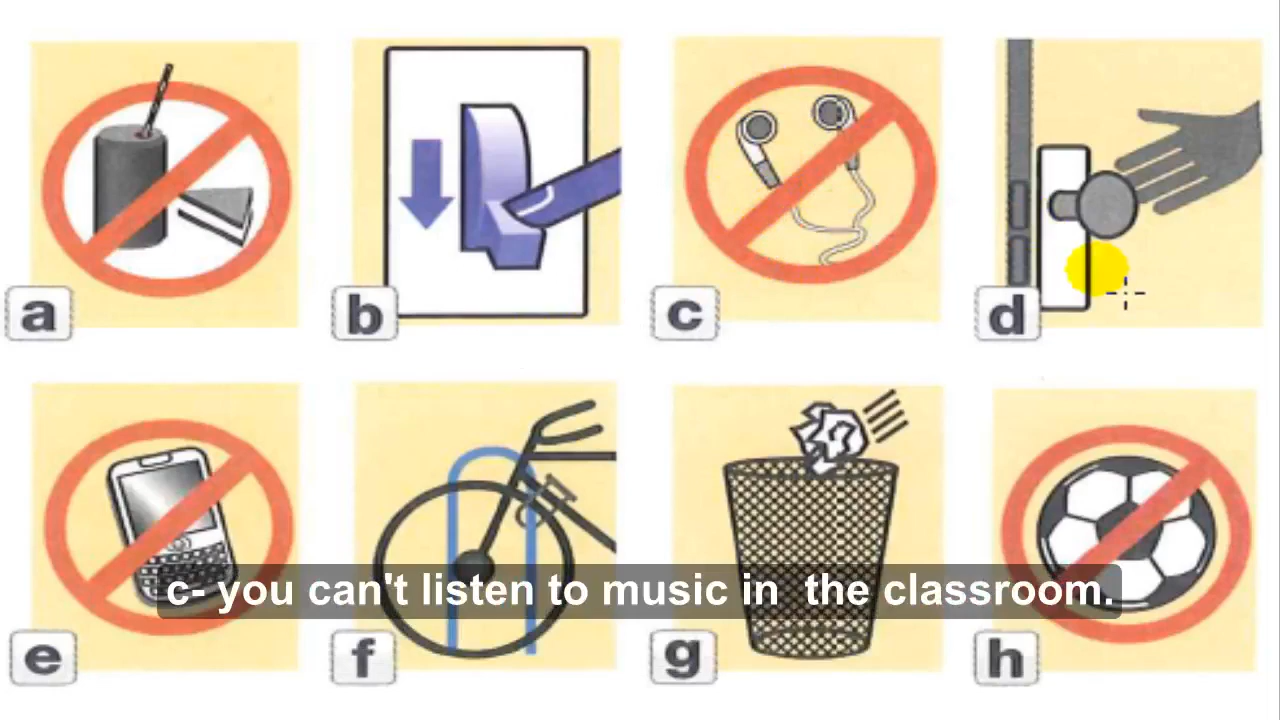 a
b
c
d
e
f
g
h
c- you can't listen to music in  the classroom.